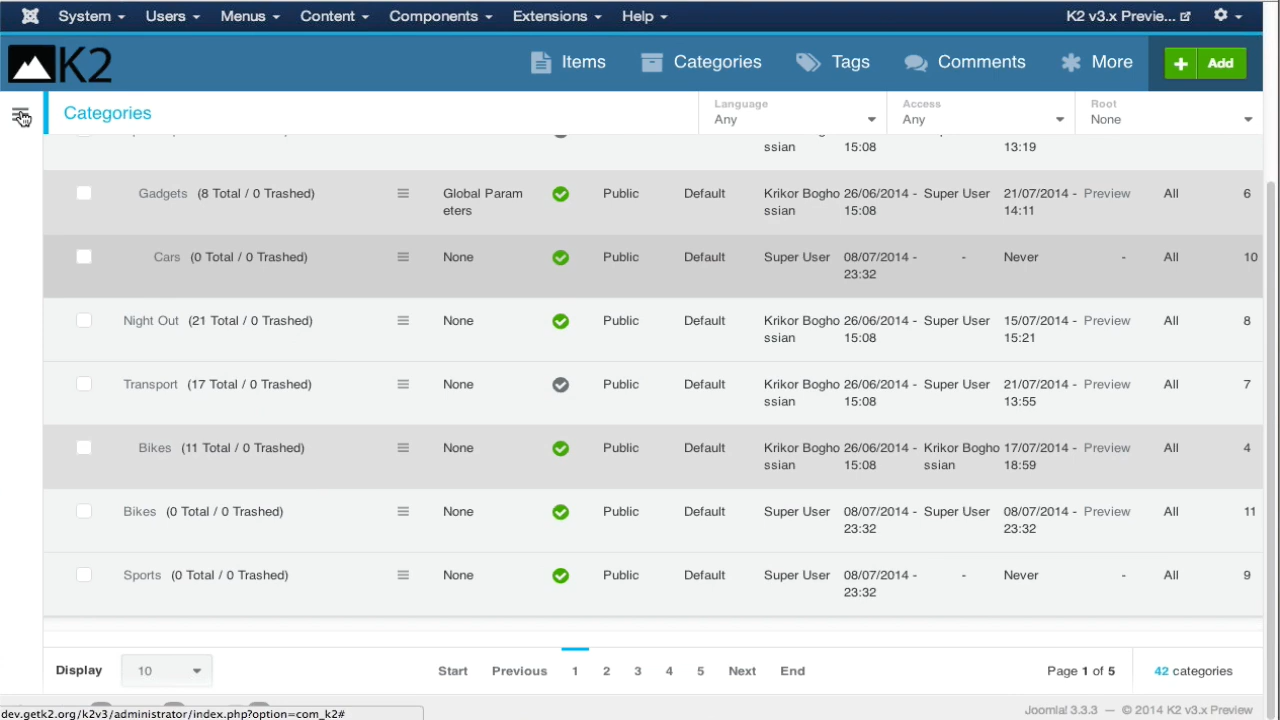 System Users Menus Content Components Extensions Help K2 v3.x Previe...
K2 Items Categories Tags Comments More + Add
Categories Language Any Access Any Root None
ssian 15:08 13:19
Gadgets (8 Total / 0 Trashed) Global Param Public Default Krikor Bogho 26/06/2014 - Super User 21/07/2014 - Preview All 6
eters ssian 15:08 14:11
Cars (0 Total / 0 Trashed) None Public Default Super User 08/07/2014 - - Never - All 10
23:32
Night Out (21 Total / 0 Trashed) None Public Default Krikor Bogho 26/06/2014 - Super User 15/07/2014 - Preview All 8
ssian 15:08 15:21
Transport (17 Total / 0 Trashed) None Public Default Krikor Bogho 26/06/2014 - Super User 21/07/2014 - Preview All 7
ssian 15:08 13:55
Bikes (11 Total / 0 Trashed) None Public Default Krikor Bogho 26/06/2014 - Krikor Bogho 17/07/2014 - Preview All 4
ssian 15:08 ssian 18:59
Bikes (0 Total / 0 Trashed) None Public Default Super User 08/07/2014 - Super User 08/07/2014 - Preview All 11
23:32 23:32
Sports (0 Total / 0 Trashed) None Public Default Super User 08/07/2014 - - Never - All 9
23:32
Display 10 Start Previous 1 2 3 4 5 Next End Page 1 of 5 42 categories
dev.getk2.org/k2v3/administrator/index.php?option=com_k2# Joomla! 3.3.3 — © 2014 K2 v3.x Preview